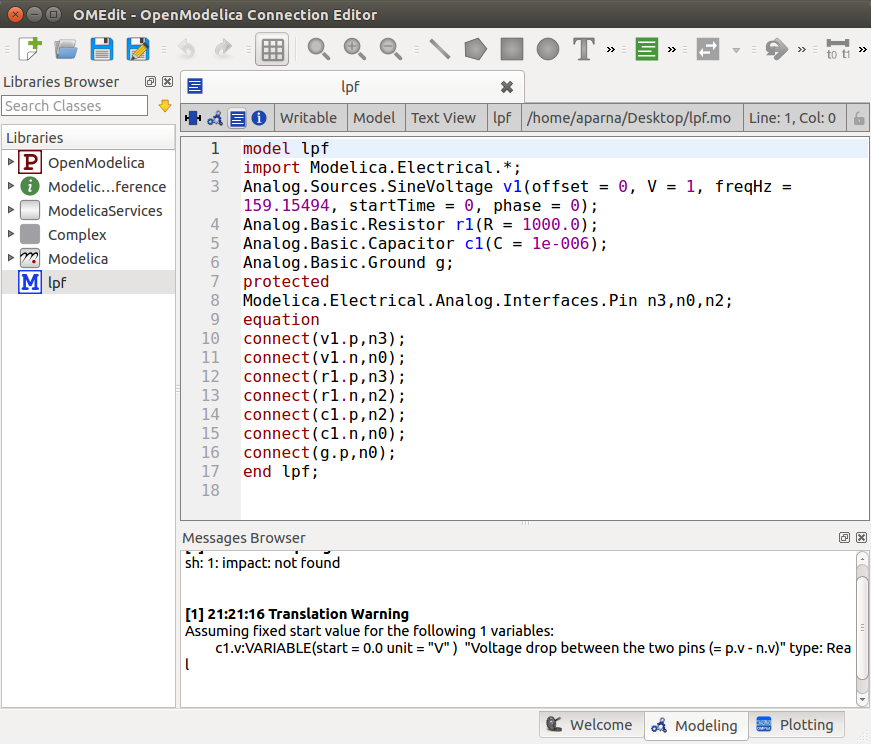 OMEdit - OpenModelica Connection Editor
T
t0 t1
Libraries Browser
Search Classes
Libraries
P OpenModelica
i Modelic...ference
ModelicaServices
Complex
Modelica
M lpf
lpf
Writable Model Text View lpf /home/aparna/Desktop/lpf.mo Line: 1, Col: 0
1 model lpf
2 import Modelica.Electrical.*;
3 Analog.Sources.SineVoltage v1(offset = 0, V = 1, freqHz =
159.15494, startTime = 0, phase = 0);
4 Analog.Basic.Resistor r1(R = 1000.0);
5 Analog.Basic.Capacitor c1(C = 1e-006);
6 Analog.Basic.Ground g;
7 protected
8 Modelica.Electrical.Analog.Interfaces.Pin n3,n0,n2;
9 equation
10 connect(v1.p,n3);
11 connect(v1.n,n0);
12 connect(r1.p,n3);
13 connect(r1.n,n2);
14 connect(c1.p,n2);
15 connect(c1.n,n0);
16 connect(g.p,n0);
17 end lpf;
18
Messages Browser
sh: 1: impact: not found
[1] 21:21:16 Translation Warning
Assuming fixed start value for the following 1 variables:
c1.v:VARIABLE(start = 0.0 unit = "V" ) "Voltage drop between the two pins (= p.v - n.v)" type: Rea
l
Welcome Modeling Plotting